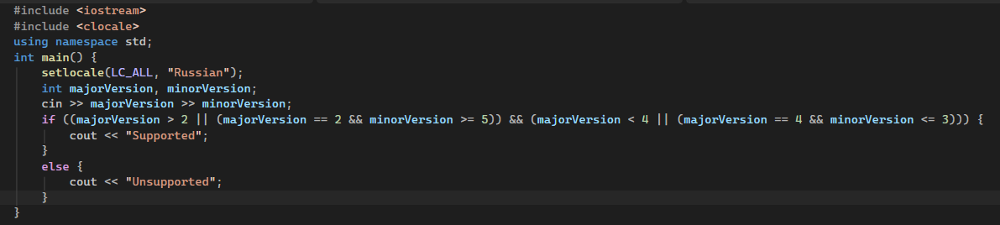 #include <iostream>
#include <clocale>
using namespace std;
int main() {
    setlocale(LC_ALL, "Russian");
    int majorVersion, minorVersion;
    cin >> majorVersion >> minorVersion;
    if ((majorVersion > 2 || (majorVersion == 2 && minorVersion >= 5)) && (majorVersion < 4 || (majorVersion == 4 && minorVersion <= 3))) {
        cout << "Supported";
    }
    else {
        cout << "Unsupported";
    }
}